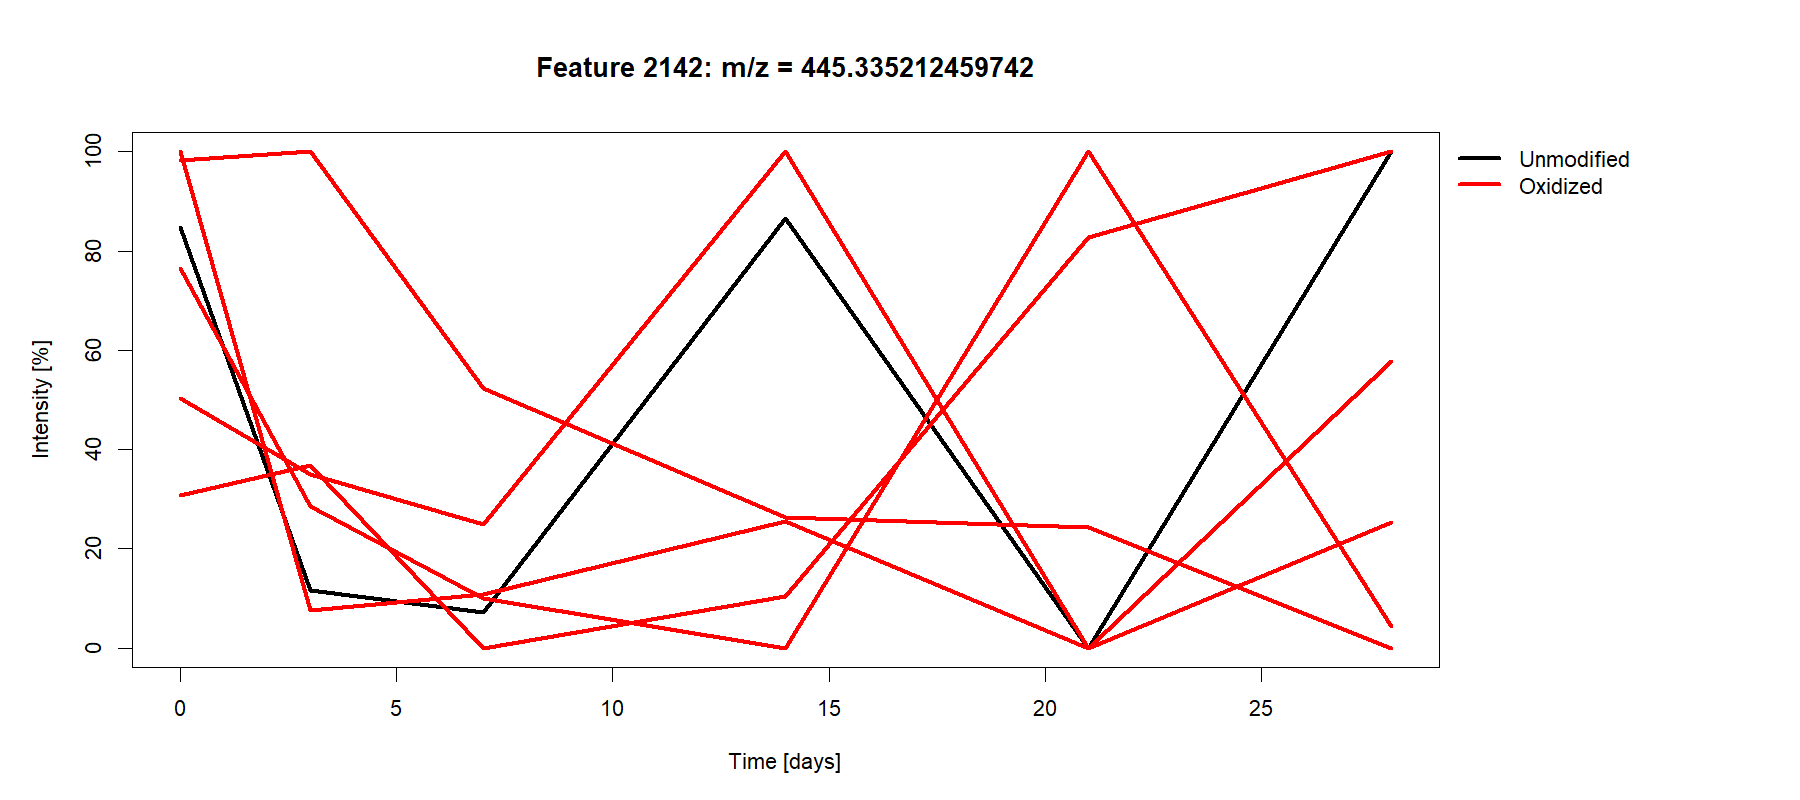 Feature 2142: m/z = 445.335212459742
Unmodified
Oxidized
100
80
60
40
20
0
Intensity [%]
0 5 10 15 20 25
Time [days]